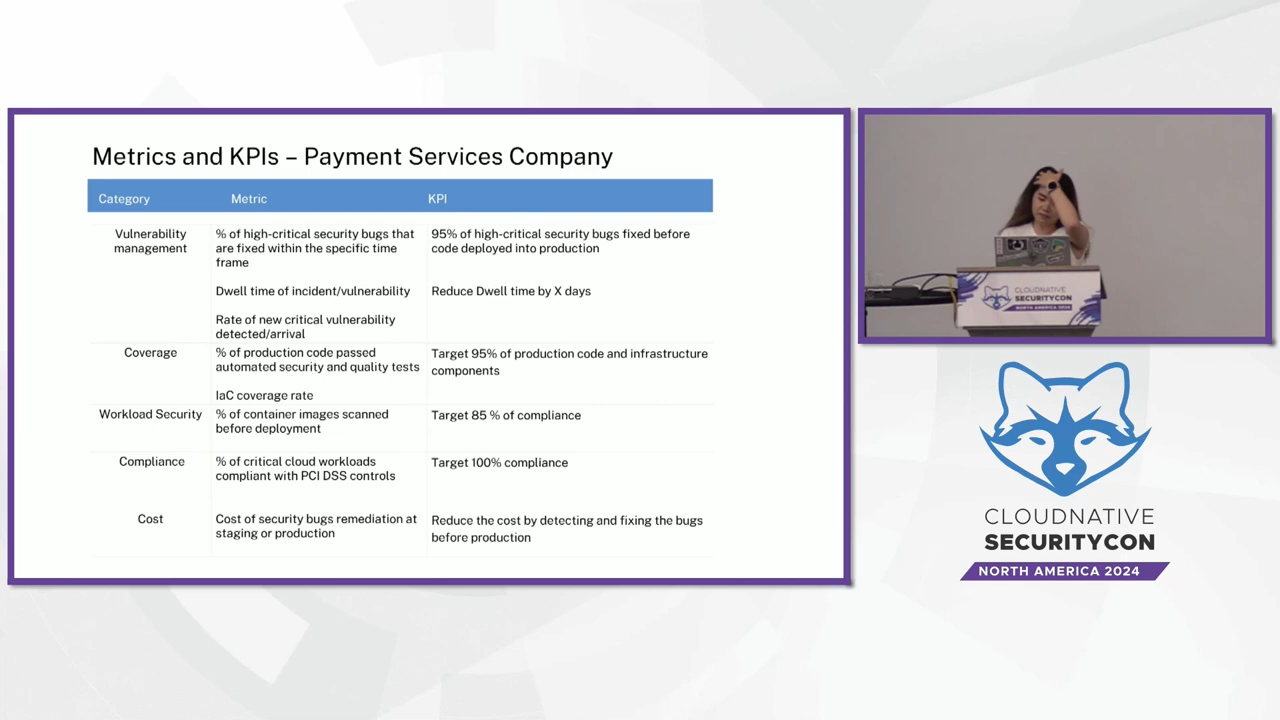 Metrics and KPIs – Payment Services Company
Category Metric KPI
Vulnerability management
% of high-critical security bugs that are fixed within the specific time frame
95% of high-critical security bugs fixed before code deployed into production
Dwell time of incident/vulnerability
Reduce Dwell time by X days
Rate of new critical vulnerability detected/arrival
Coverage
% of production code passed automated security and quality tests
Target 95% of production code and infrastructure components
IaC coverage rate
Workload Security
% of container images scanned before deployment
Target 85 % of compliance
Compliance
% of critical cloud workloads compliant with PCI DSS controls
Target 100% compliance
Cost
Cost of security bugs remediation at staging or production
Reduce the cost by detecting and fixing the bugs before production
CLOUDNATIVE
SECURITYCON
NORTH AMERICA 2024
CLOUDNATIVE
SECURITYCON
NORTH AMERICA 2024